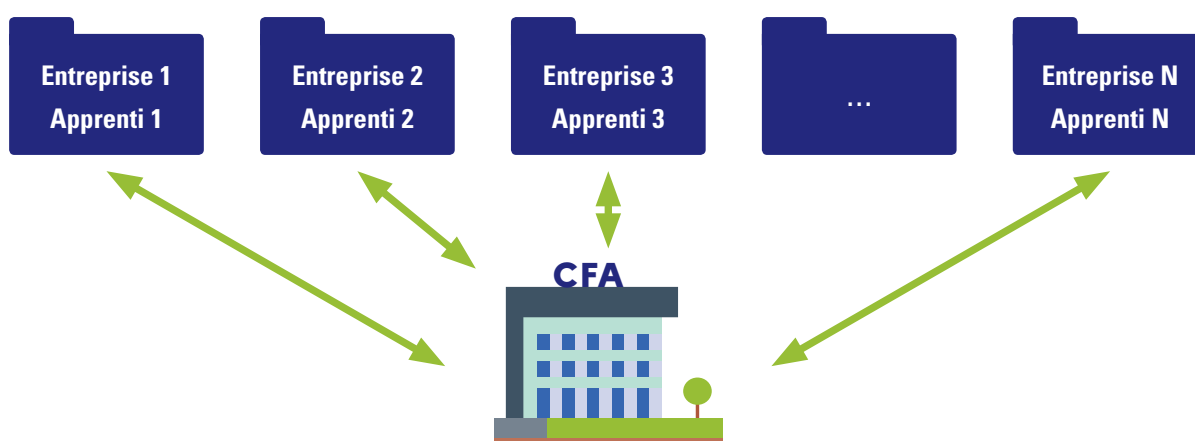 Entreprise 1
Apprenti 1
Entreprise 2
Apprenti 2
Entreprise 3
Apprenti 3
...
Entreprise N
Apprenti N
CFA